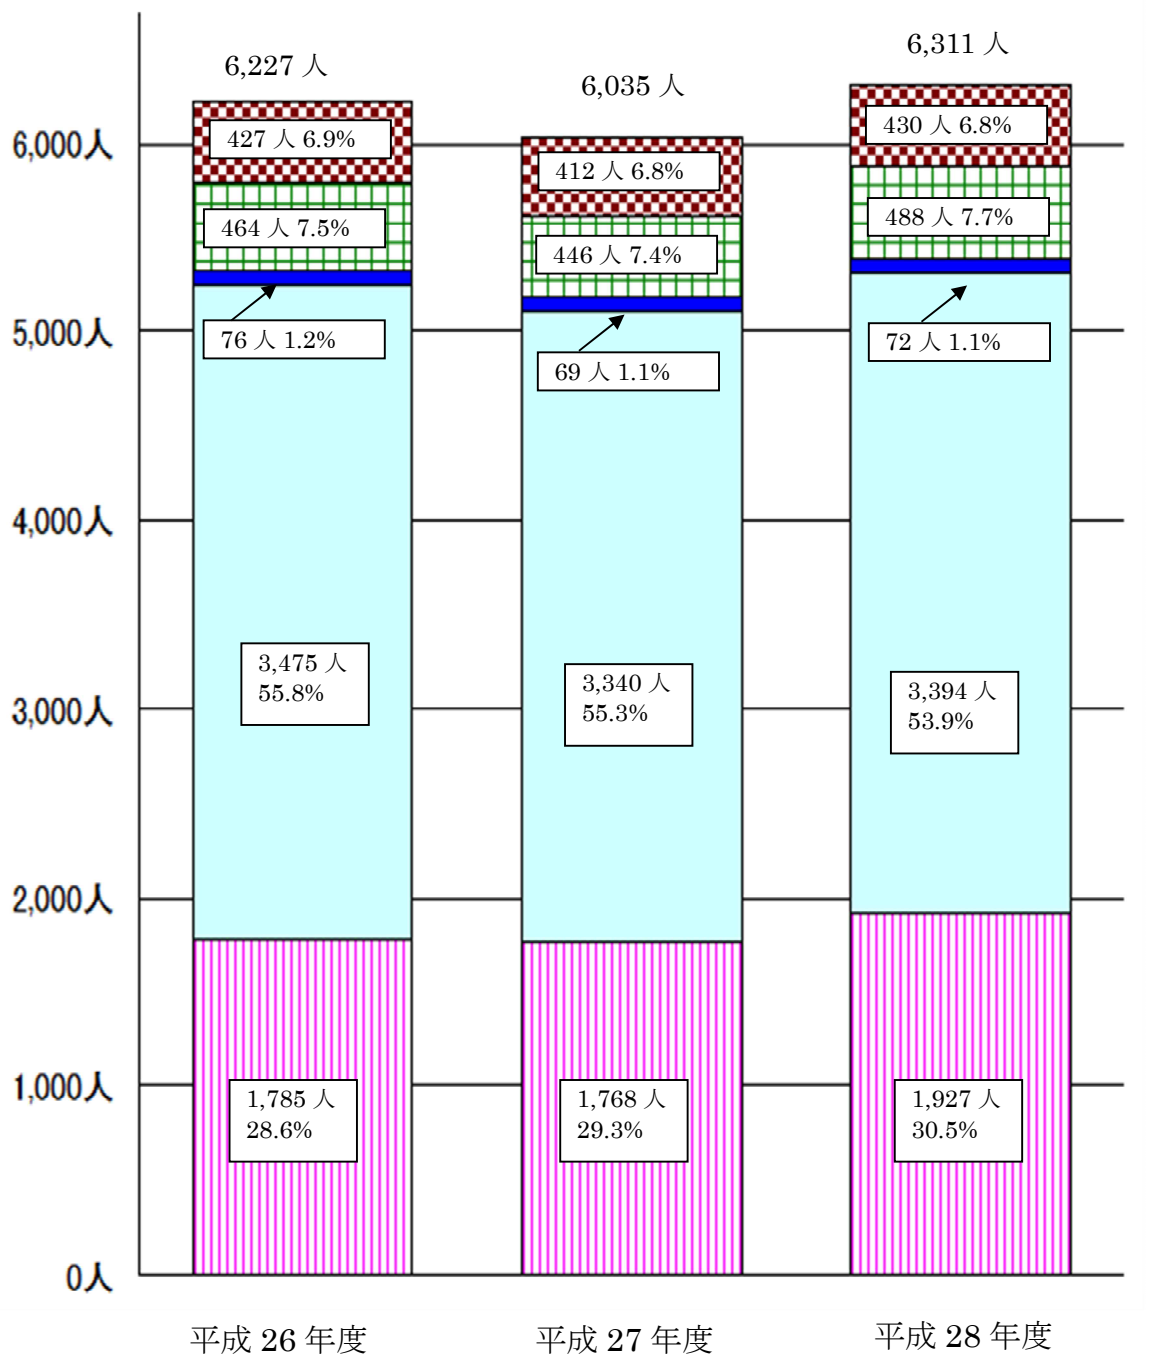 6,311 人
6,227 人
6,035 人
6,000人
5,000人
4,000人
3,000人
2,000人
1,000人
0人
427 人 6.9%
464 人 7.5%
76 人 1.2%
3,475 人
55.8%
1,785 人
28.6%
412 人 6.8%
446 人 7.4%
69 人 1.1%
3,340 人
55.3%
1,768 人
29.3%
430 人 6.8%
488 人 7.7%
72 人 1.1%
3,394 人
53.9%
1,927 人
30.5%
平成 26 年度
平成 27 年度
平成 28 年度